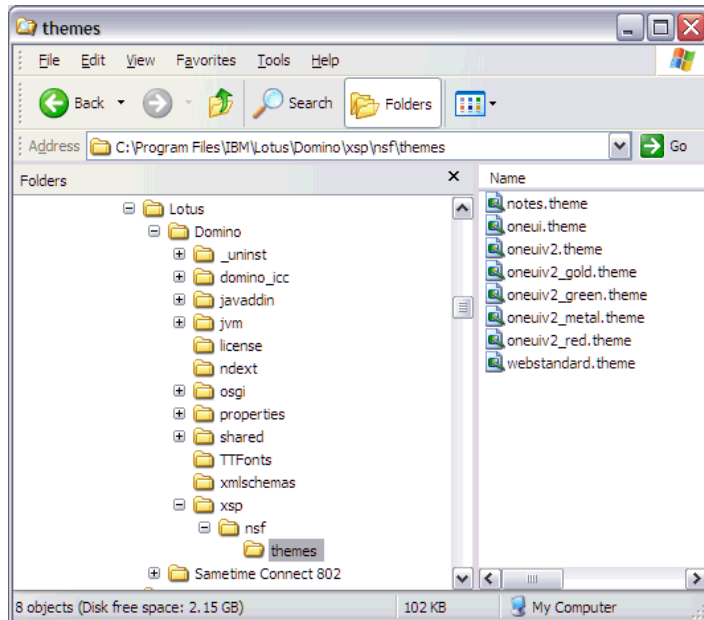 themes
File Edit View Favorites Tools Help
Back Search Folders
Address C:\Program Files\IBM\Lotus\Domino\xsp\nsf\themes Go
Folders x
Lotus
Domino
_uninst
domino_icc
javaddin
jvm
license
ndext
osgi
properties
shared
TTFonts
xmlschemas
xsp
nsf
themes
Sametime Connect 802
Name
notes.theme
oneui.theme
oneuiv2.theme
oneuiv2_gold.theme
oneuiv2_green.theme
oneuiv2_metal.theme
oneuiv2_red.theme
webstandard.theme
8 objects (Disk free space: 2.15 GB) 102 KB My Computer